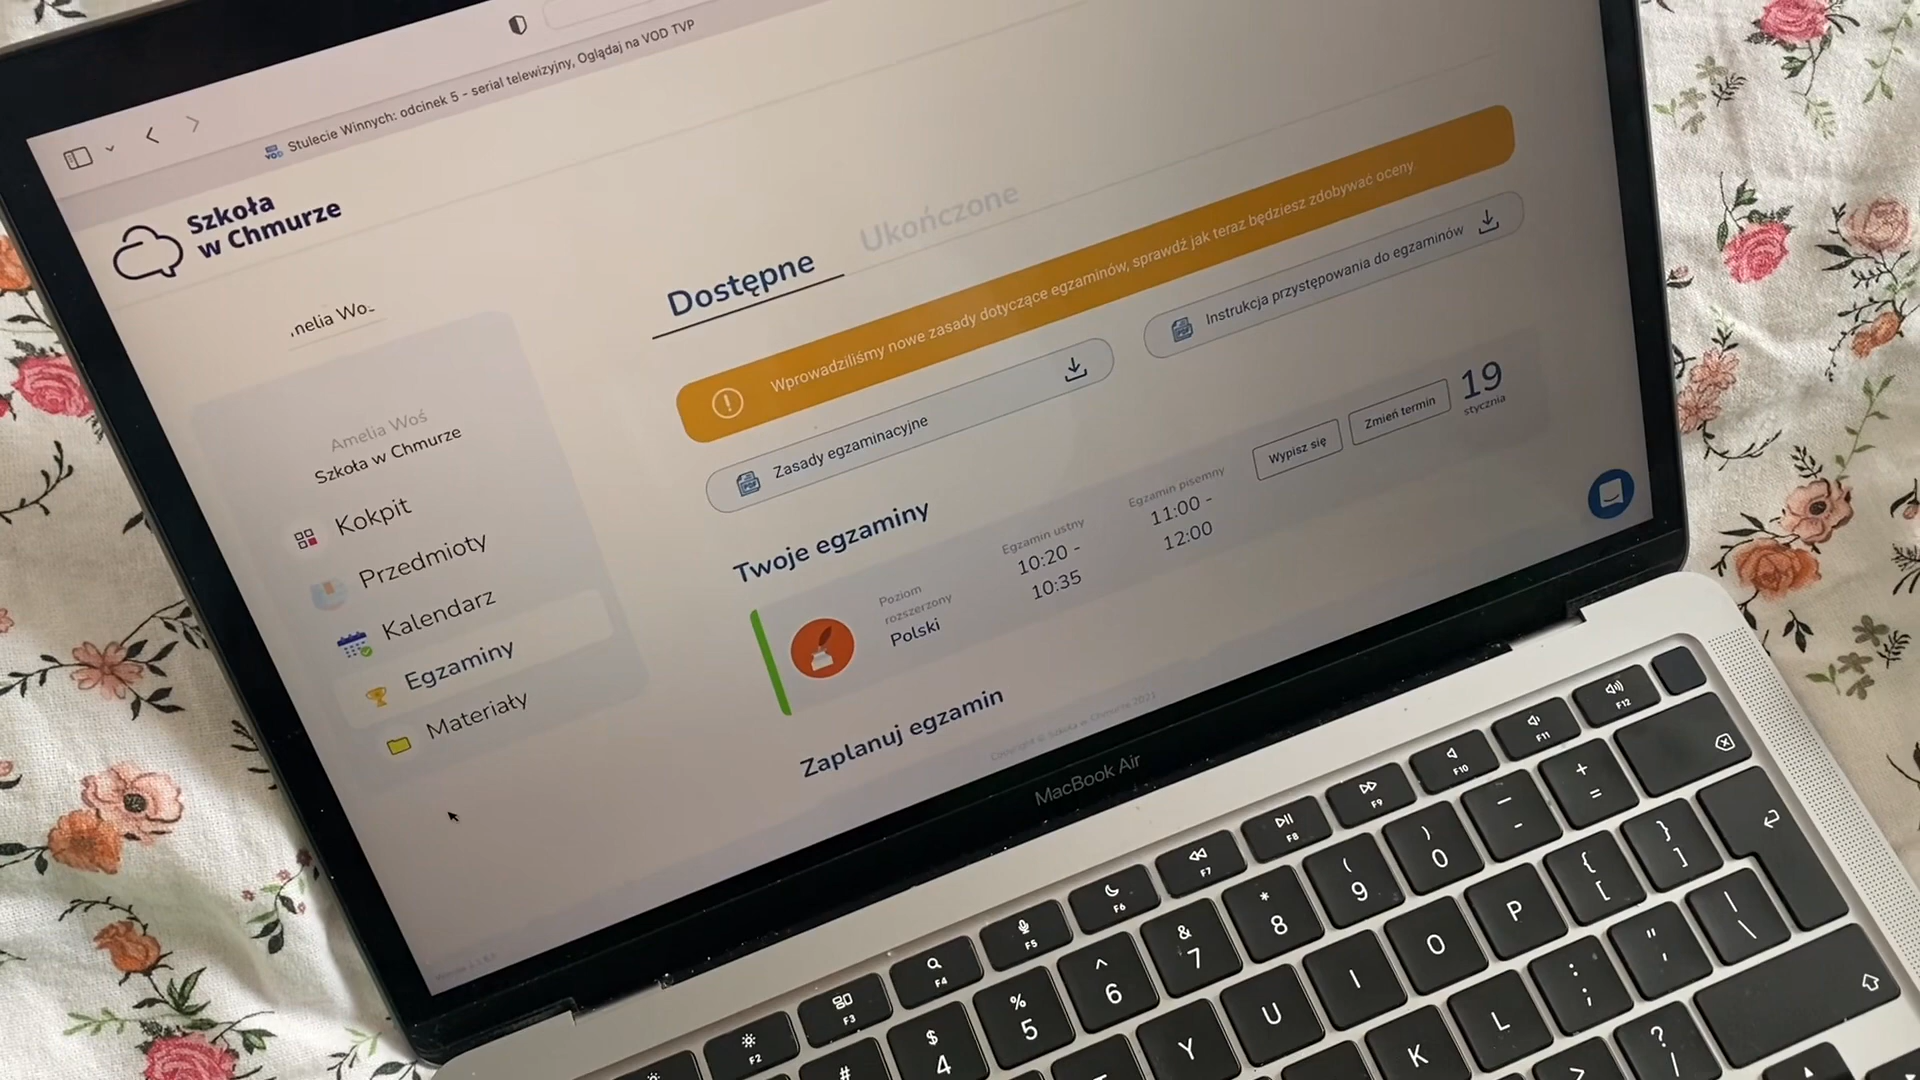 Stulecie Winnych: odcinek 5 - serial telewizyjny, Oglądaj na VOD TVP
Szkoła
w Chmurze
Amelia Woś
Szkoła w Chmurze
Kokpit
Przedmioty
Kalendarz
Egzaminy
Materiały
Dostępne
Ukończone
Wprowadziliśmy nowe zasady dotyczące egzaminów, sprawdź jak teraz będziesz zdobywać oceny.
Zasady egzaminacyjne
Instrukcja przystępowania do egzaminów
Twoje egzaminy
Poziom
rozszerzony
Polski
Egzamin ustny
10:20 -
10:35
Egzamin pisemny
11:00 -
12:00
Wypisz się
Zmień termin
19
stycznia
Zaplanuj egzamin
Copyright © Szkoła w Chmurze 2021
MacBook Air
F2
F3
F4
F5
F6
F7
F8
F9
F10
F11
F12
#
$ 4
% 5
^ 6
& 7
* 8
( 9
) 0
_ -
+ =
Y
U
I
O
P
{ [
} ]
K
L
: ;
" '
| \
>
? /